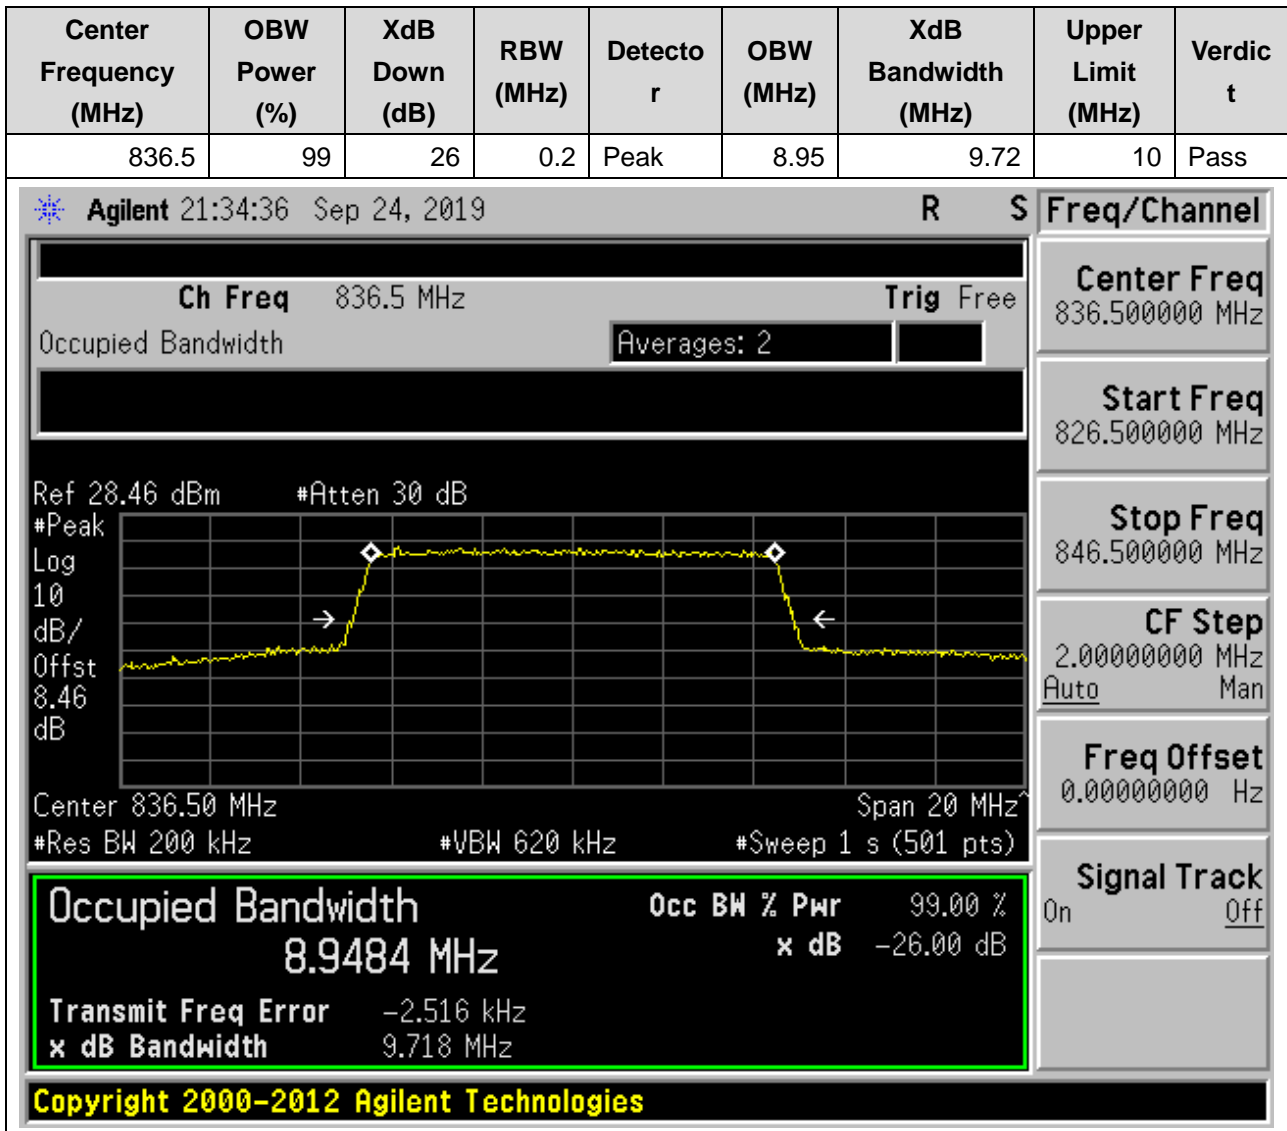 Center Frequency (MHz) OBW Power (%) XdB Down (dB) RBW (MHz) Detector OBW (MHz) XdB Bandwidth (MHz) Upper Limit (MHz) Verdict
836.5 99 26 0.2 Peak 8.95 9.72 10 Pass
Agilent 21:34:36 Sep 24, 2019 R S
Ch Freq 836.5 MHz Trig Free
Occupied Bandwidth Averages: 2
Ref 28.46 dBm #Atten 30 dB
#Peak
Log
10
dB/
Offst
8.46
dB
Center 836.50 MHz Span 20 MHz^
#Res BW 200 kHz #VBW 620 kHz #Sweep 1 s (501 pts)
Occupied Bandwidth Occ BW % Pwr 99.00 %
8.9484 MHz x dB -26.00 dB
Transmit Freq Error -2.516 kHz
x dB Bandwidth 9.718 MHz
Copyright 2000-2012 Agilent Technologies
Freq/Channel
Center Freq
836.500000 MHz
Start Freq
826.500000 MHz
Stop Freq
846.500000 MHz
CF Step
2.00000000 MHz
Auto Man
Freq Offset
0.00000000 Hz
Signal Track
On Off